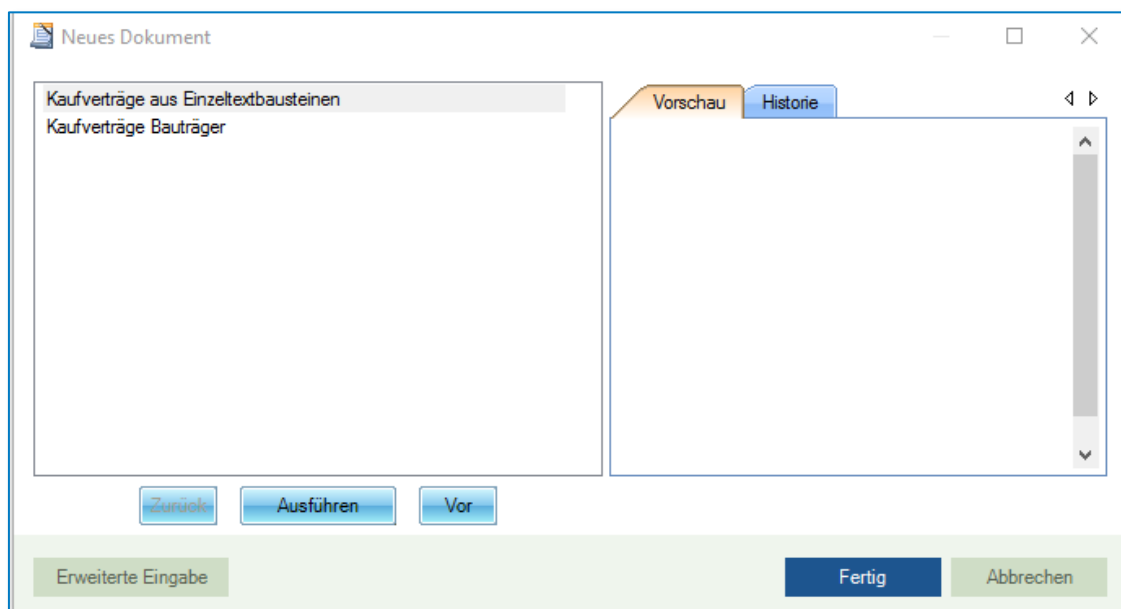 Neues Dokument
Kaufverträge aus Einzeltextbausteinen
Kaufverträge Bauträger
Vorschau
Historie
Zurück
Ausführen
Vor
Erweiterte Eingabe
Fertig
Abbrechen